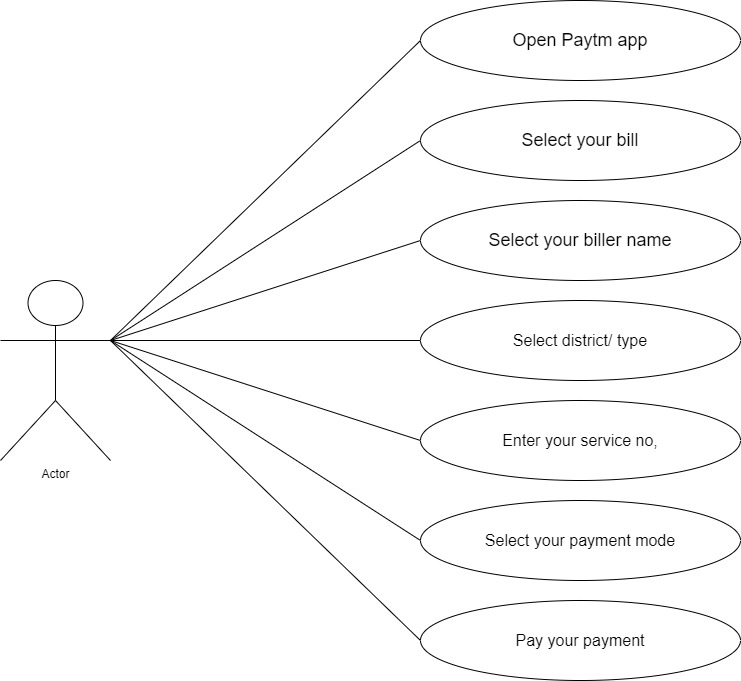 Open Paytm app
Select your bill
Select your biller name
Select district/ type
Enter your service no,
Select your payment mode
Pay your payment
Actor